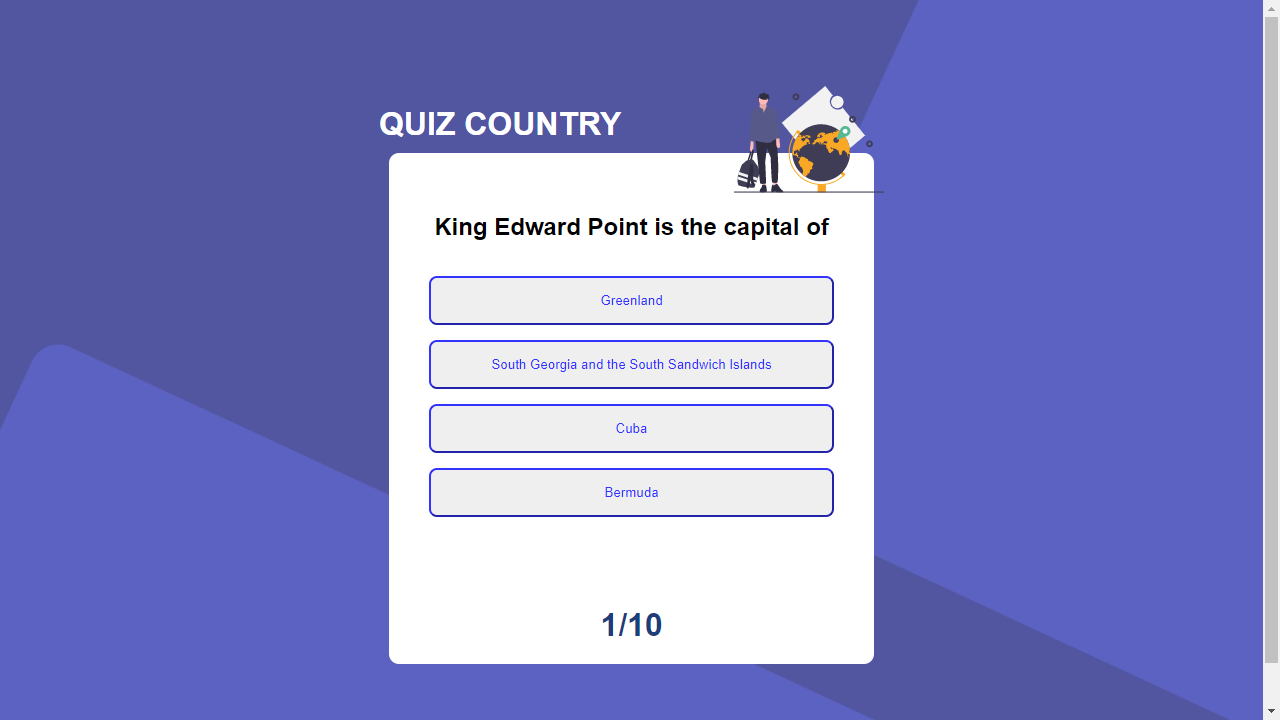 QUIZ COUNTRY
King Edward Point is the capital of
Greenland
South Georgia and the South Sandwich Islands
Cuba
Bermuda
1/10